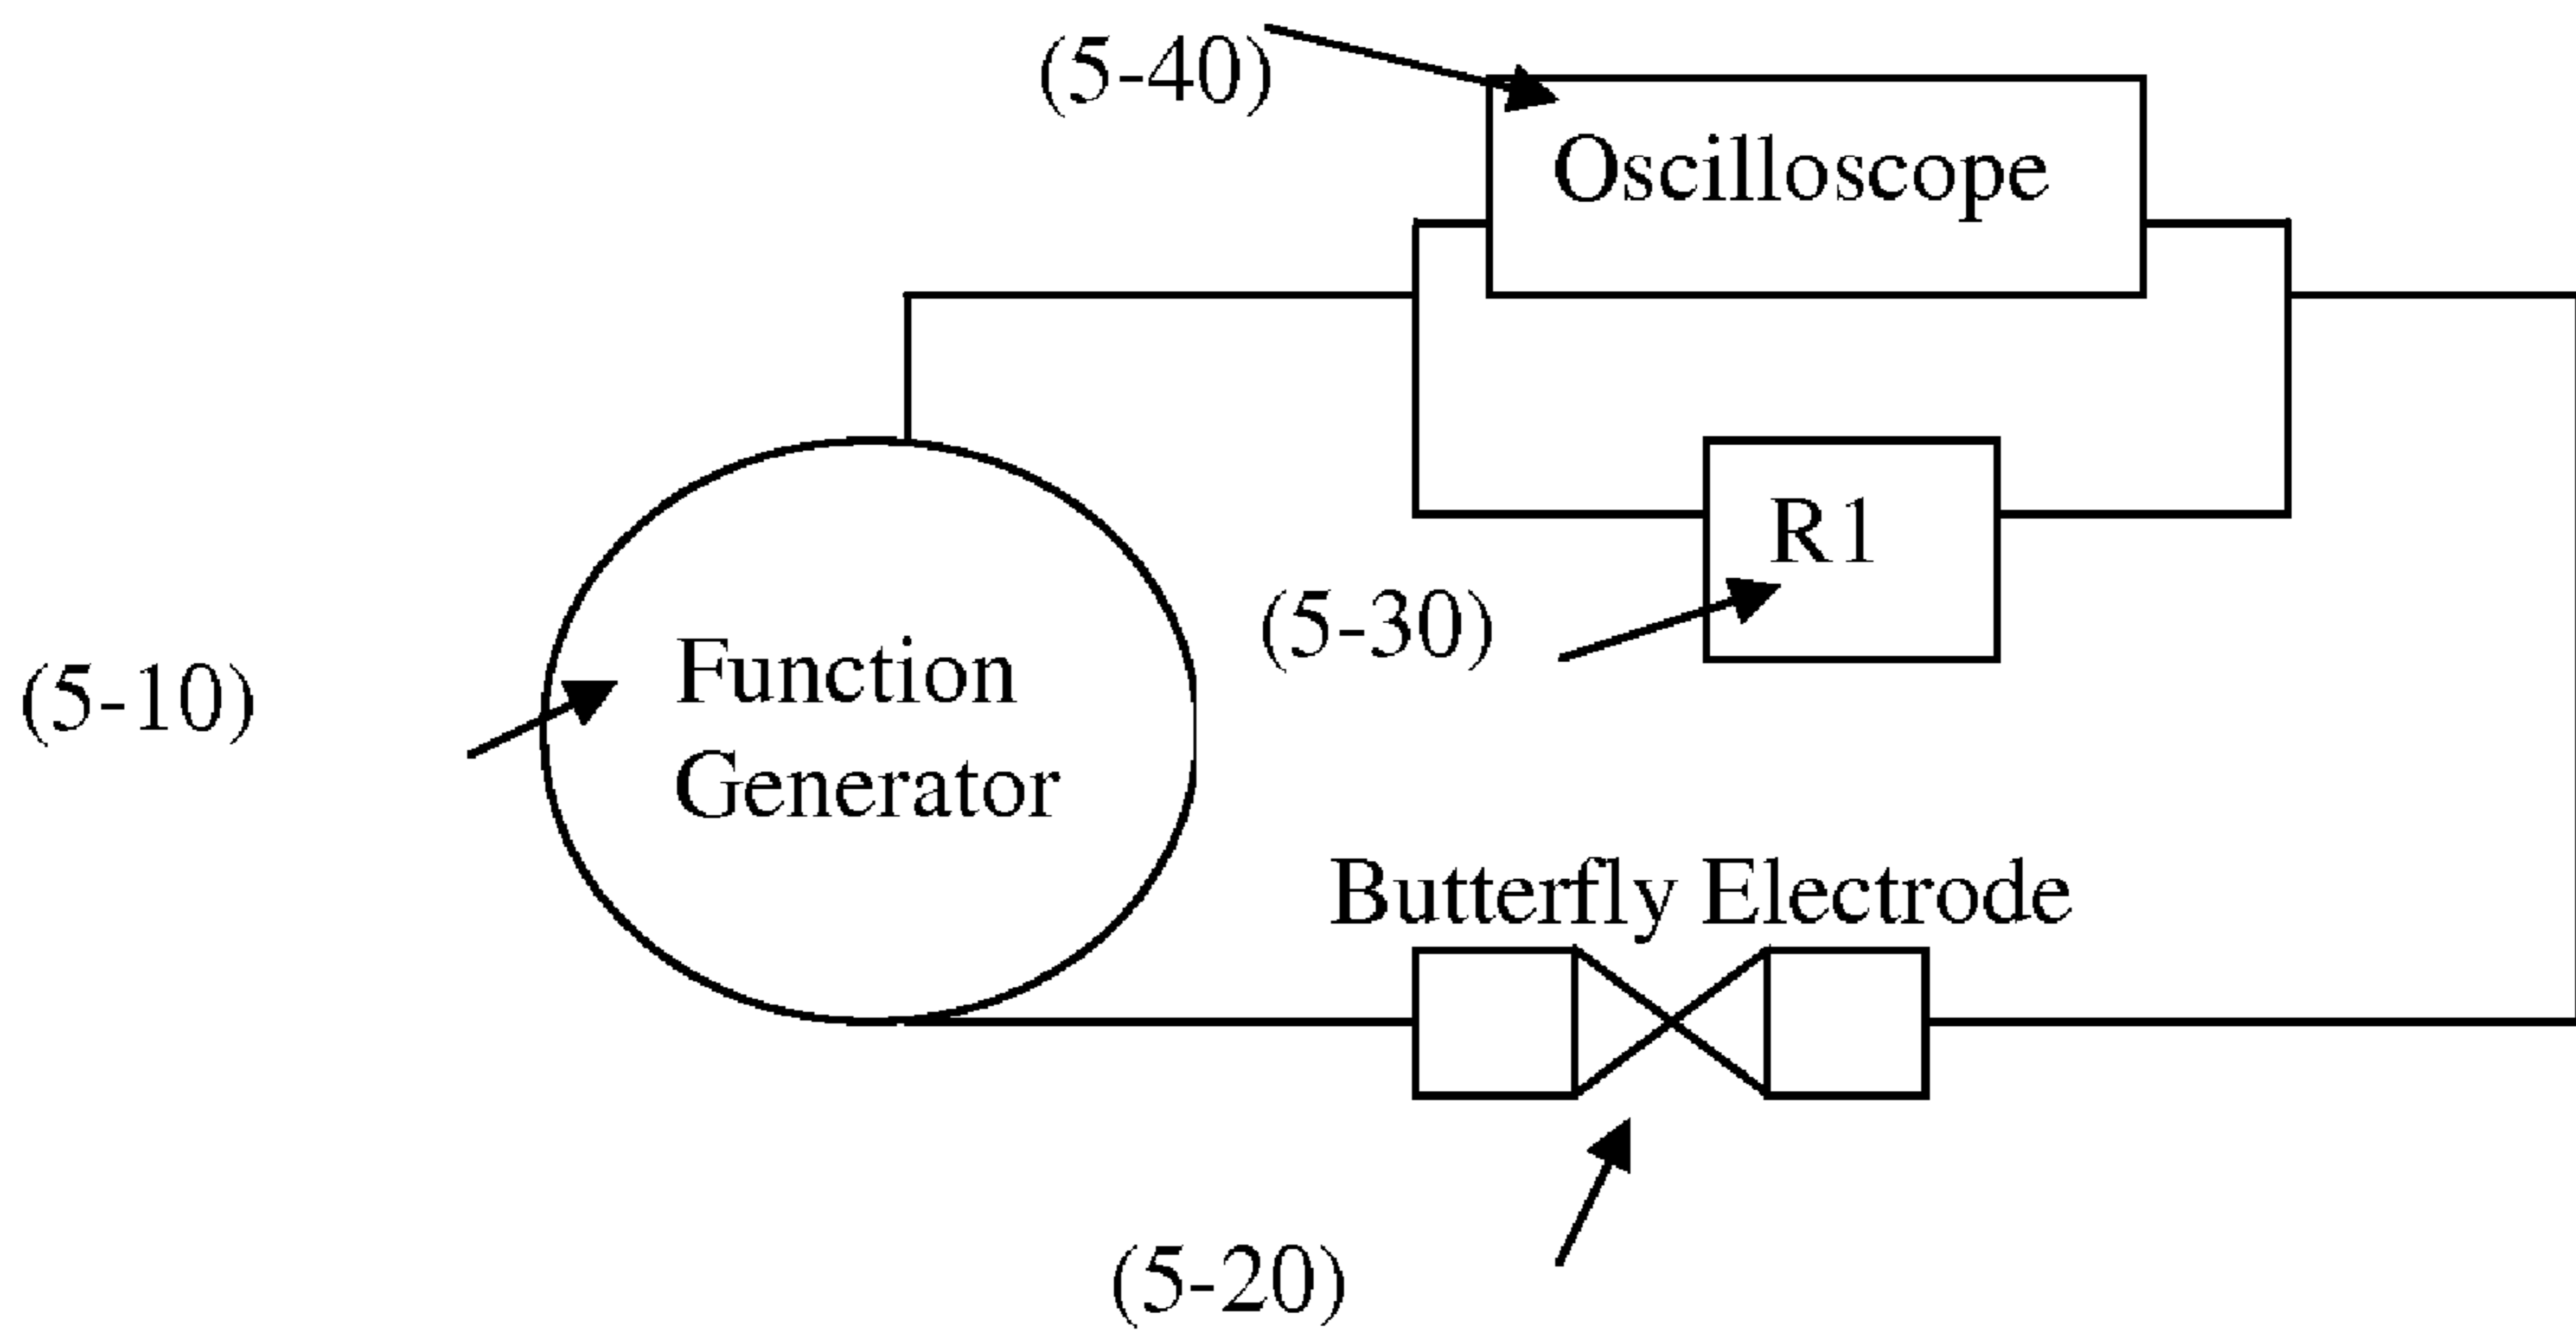 (5-40)
Oscilloscope
R1
(5-30)
Function
Generator
(5-10)
Butterfly Electrode
(5-20)